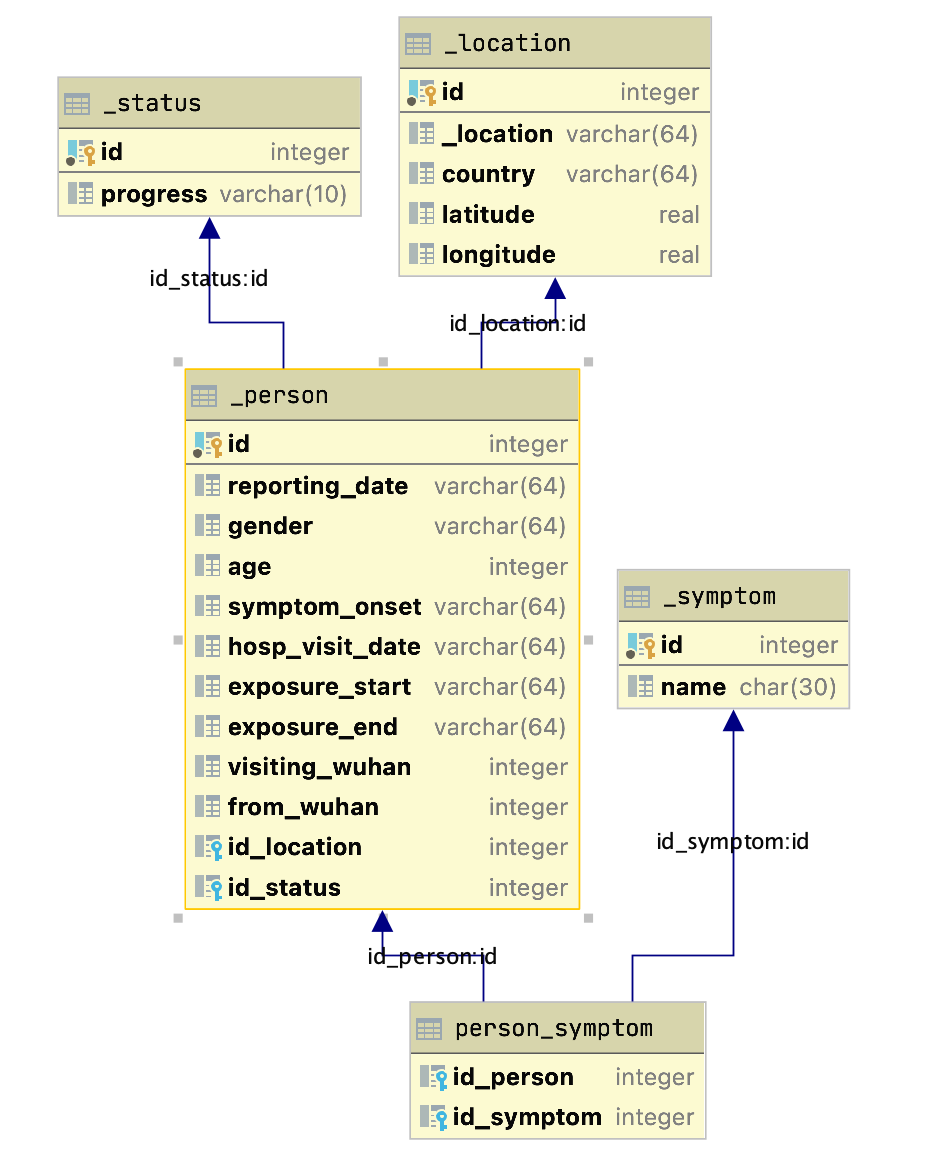 _location
id integer
_location varchar(64)
country varchar(64)
latitude real
longitude real
_status
id integer
progress varchar(10)
id_status:id
id_location:id
_person
id integer
reporting_date varchar(64)
gender varchar(64)
age integer
symptom_onset varchar(64)
hosp_visit_date varchar(64)
exposure_start varchar(64)
exposure_end varchar(64)
visiting_wuhan integer
from_wuhan integer
id_location integer
id_status integer
_symptom
id integer
name char(30)
id_symptom:id
id_person:id
person_symptom
id_person integer
id_symptom integer